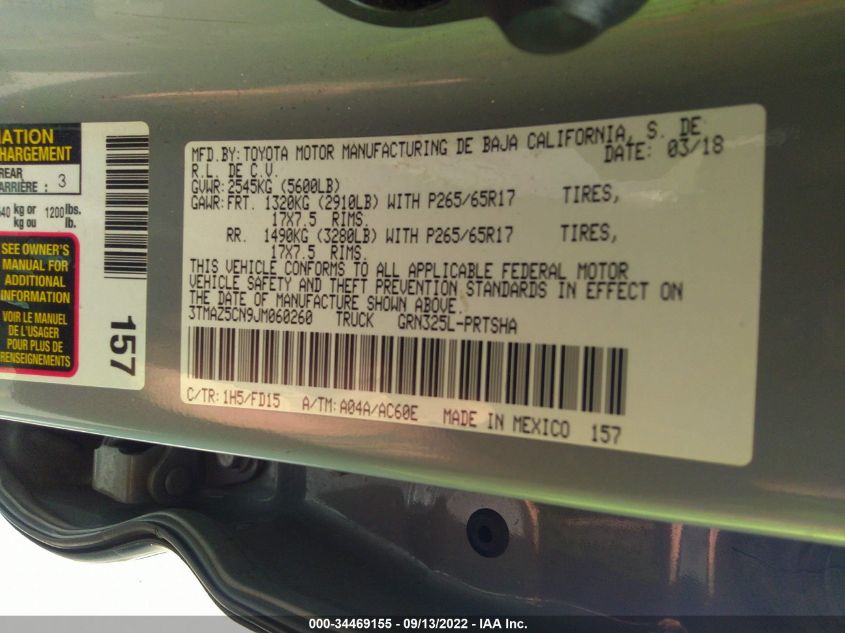 MATION
HARGEMENT
REAR
ARRIÈRE : 3
640 kg or 1200 lbs.
kg ou lb.
SEE OWNER'S
MANUAL FOR
ADDITIONAL
INFORMATION
VOIR LE MANUEL
DE L'USAGER
POUR PLUS DE
RENSEIGNEMENTS
157
MFD. BY: TOYOTA MOTOR MANUFACTURING DE BAJA CALIFORNIA, S. DE
R.L. DE C.V. DATE: 03/18
GVWR: 2545KG (5600LB)
GAWR: FRT. 1320KG (2910LB) WITH P265/65R17 TIRES,
17X7.5 RIMS.
RR. 1490KG (3280LB) WITH P265/65R17 TIRES,
17X7.5 RIMS.
THIS VEHICLE CONFORMS TO ALL APPLICABLE FEDERAL MOTOR
VEHICLE SAFETY AND THEFT PREVENTION STANDARDS IN EFFECT ON
THE DATE OF MANUFACTURE SHOWN ABOVE.
3TMAZ5CN9JM060260 TRUCK GRN325L-PRTSHA
C/TR: 1H5/FD15 A/TM: A04A/AC60E MADE IN MEXICO 157
000-34469155 - 09/13/2022 - IAA Inc.